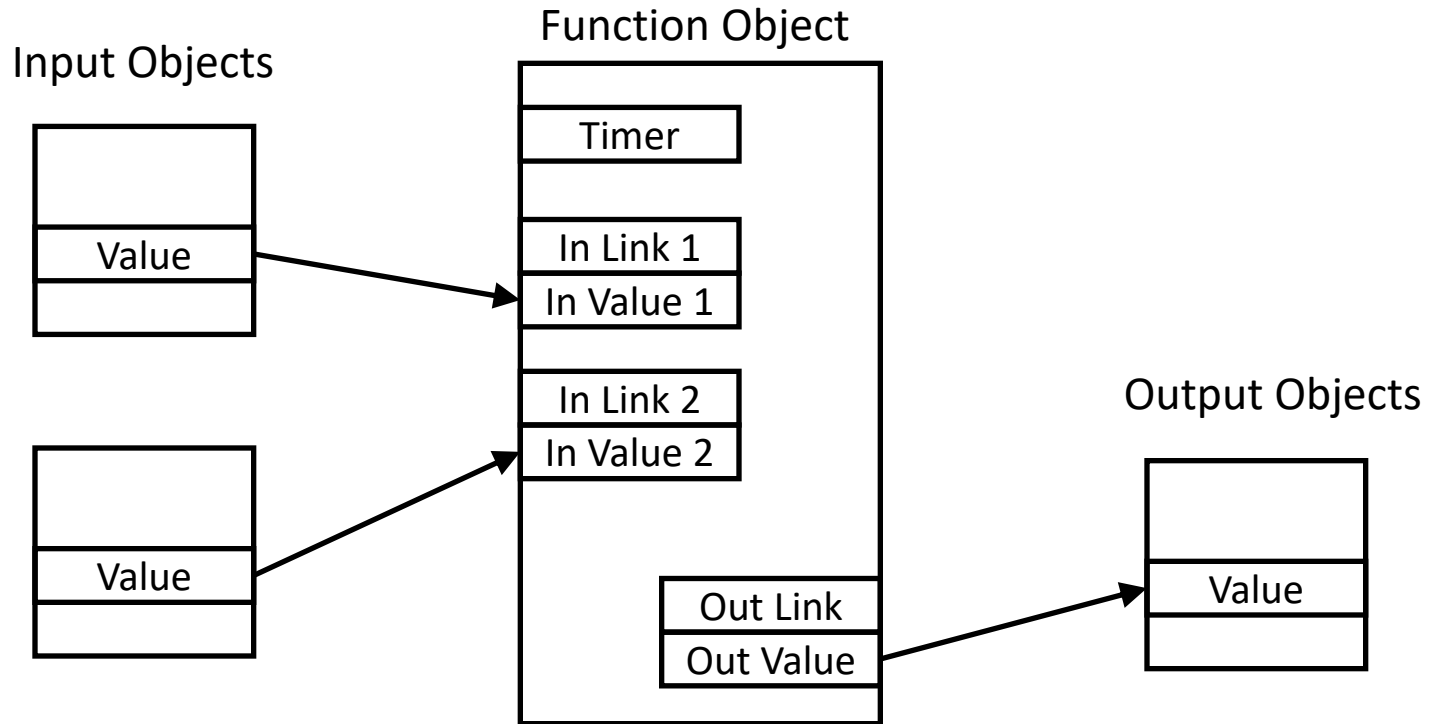 Function Object
Input Objects
Timer
Value
In Link 1
In Value 1
In Link 2
In Value 2
Value
Output Objects
Out Link
Out Value
Value